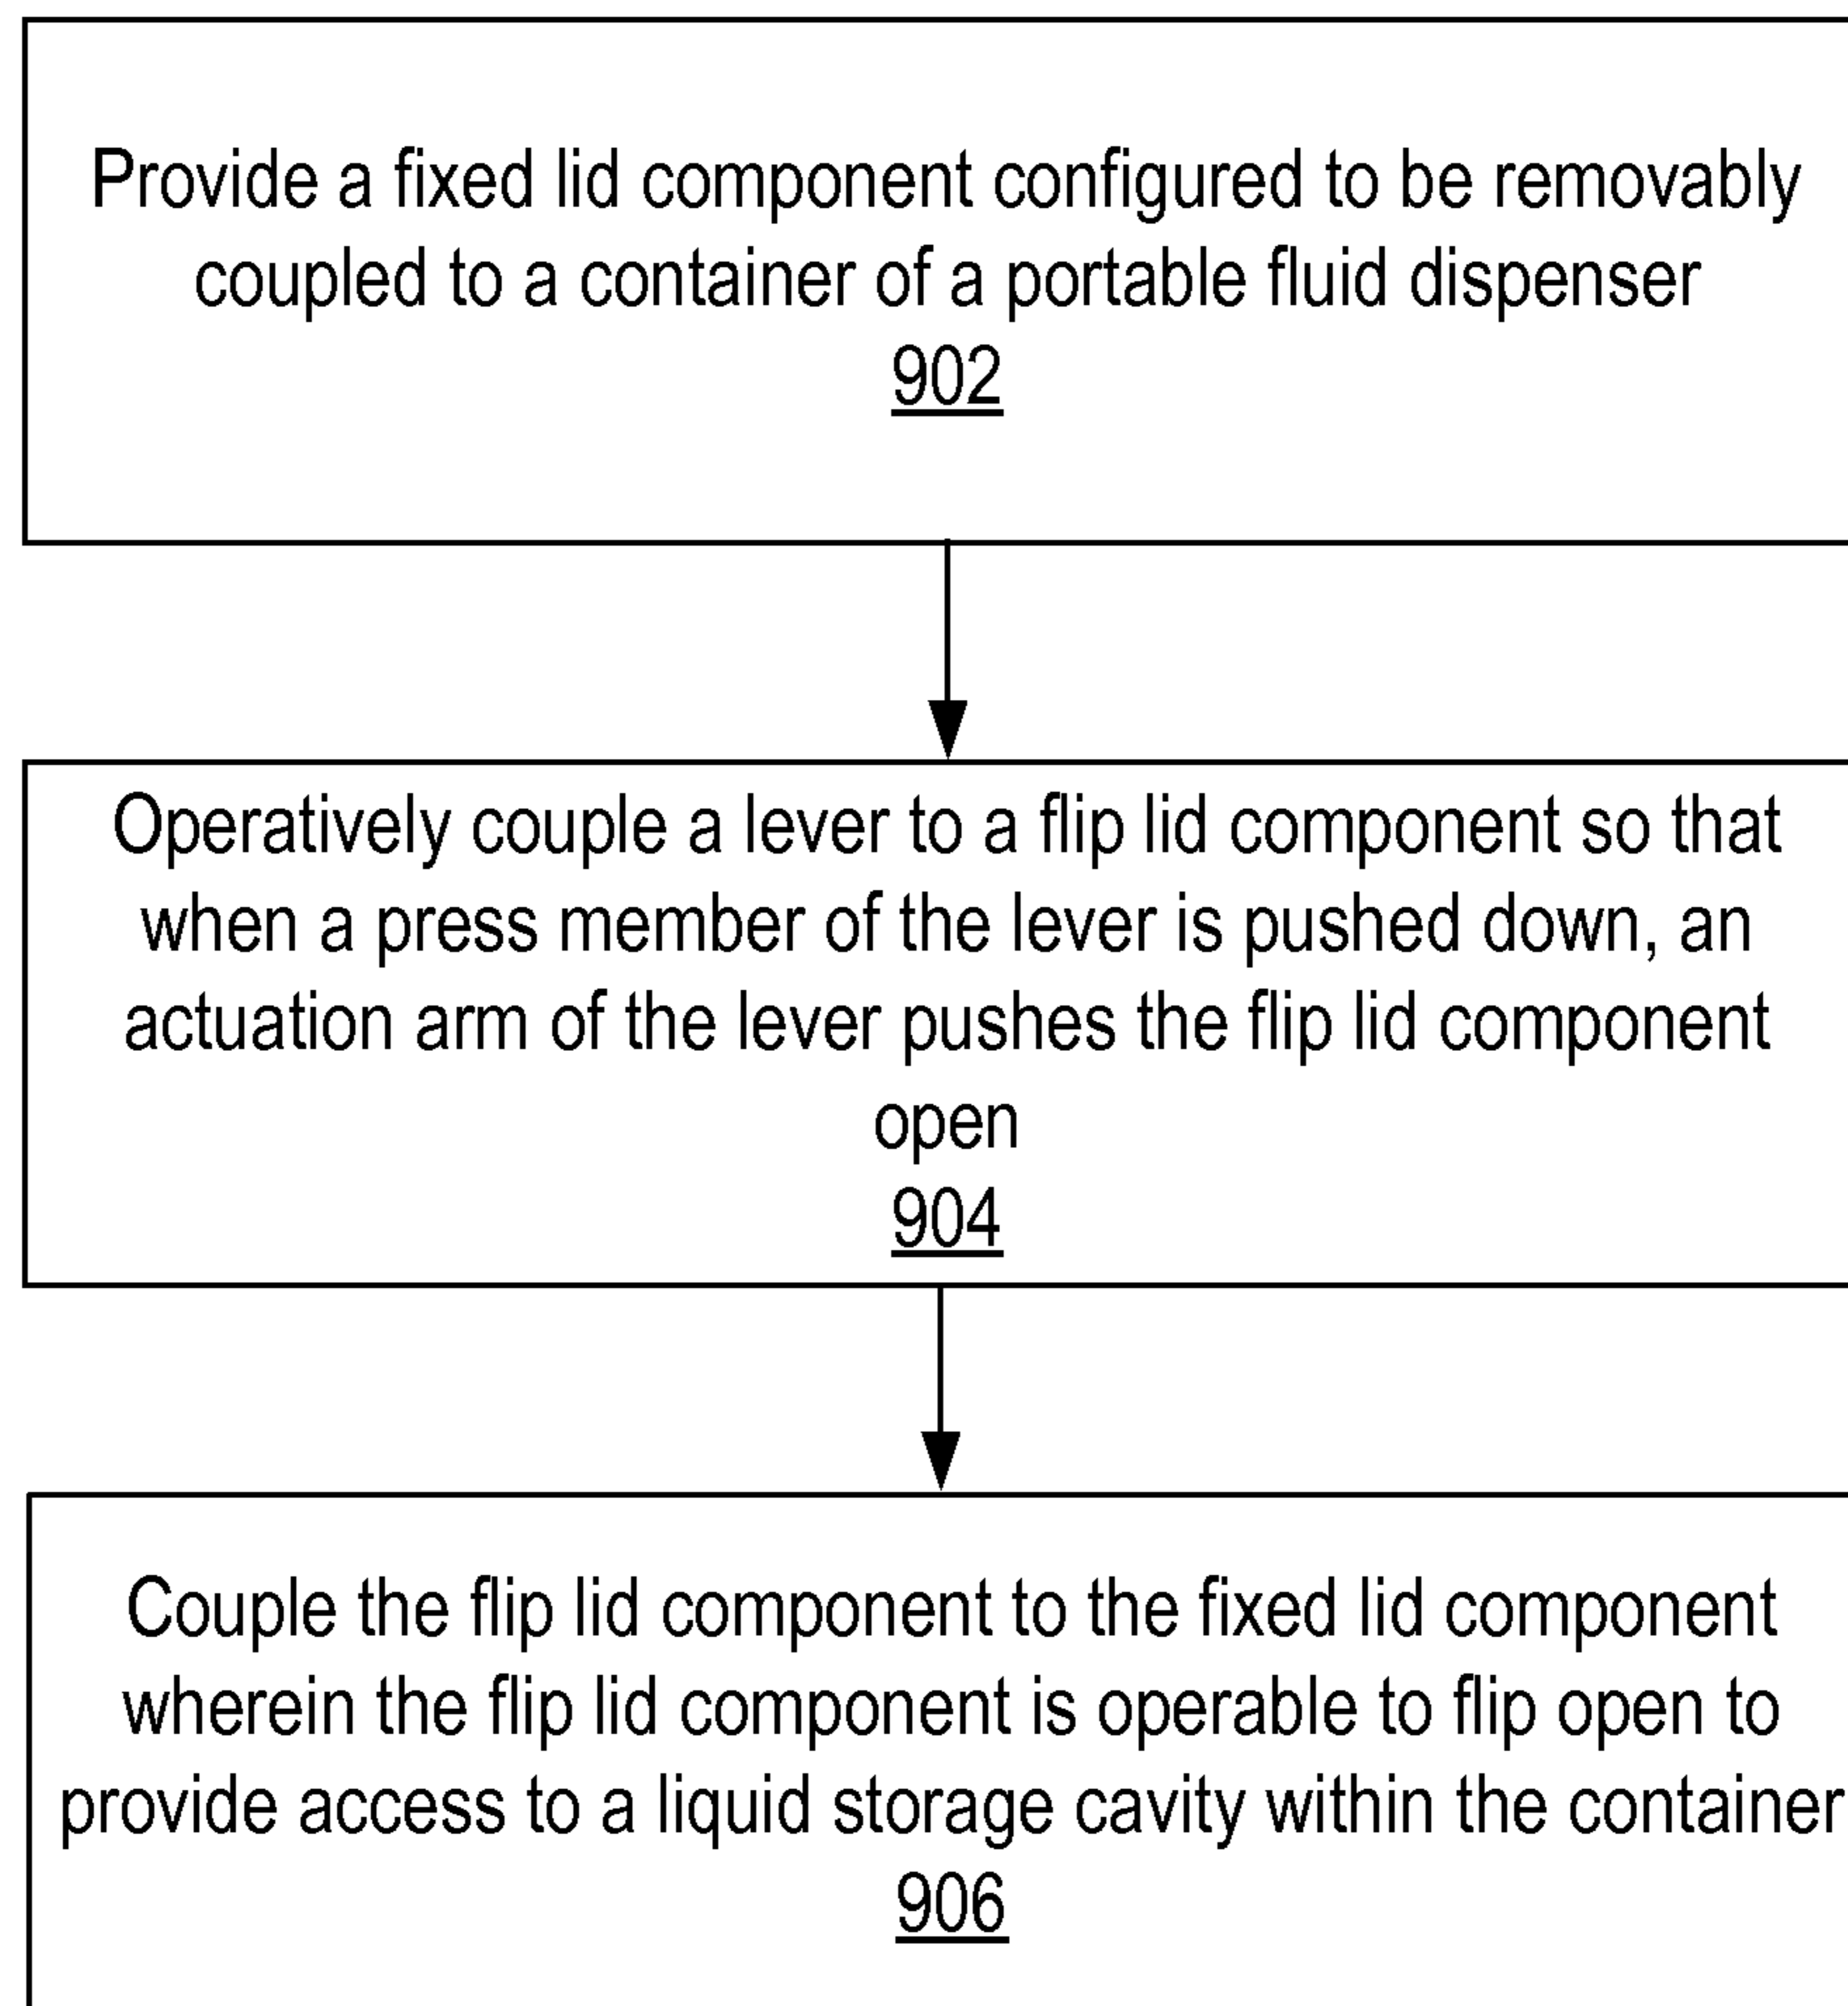 Provide a fixed lid component configured to be removably
coupled to a container of a portable fluid dispenser
902
Operatively couple a lever to a flip lid component so that
when a press member of the lever is pushed down, an
actuation arm of the lever pushes the flip lid component
open
904
Couple the flip lid component to the fixed lid component
wherein the flip lid component is operable to flip open to
provide access to a liquid storage cavity within the container
906